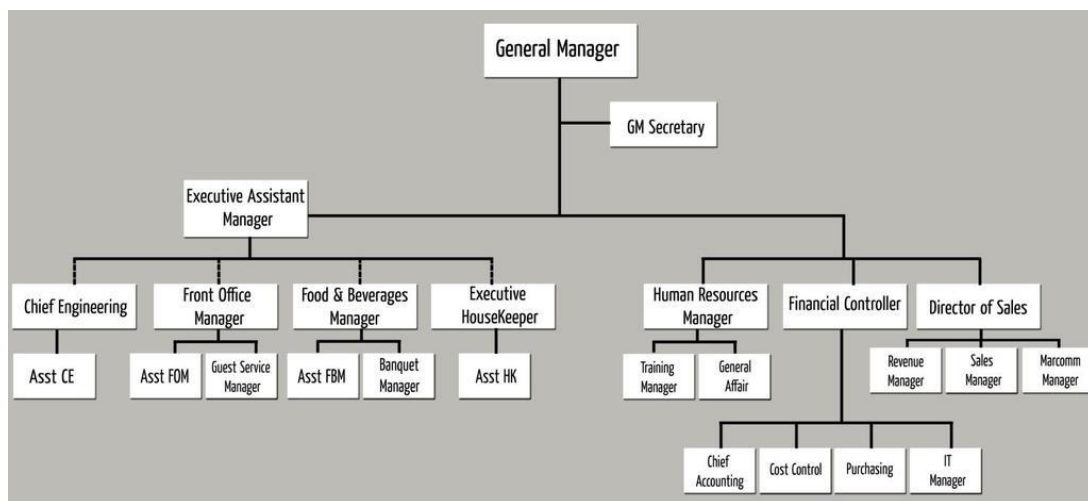 General Manager
GM Secretary
Executive Assistant
Manager
Chief Engineering
Front Office
Manager
Food & Beverages
Manager
Executive
HouseKeeper
Human Resources
Manager
Financial Controller
Director of Sales
Asst CE
Asst FOM
Guest Service
Manager
Asst FBM
Banquet
Manager
Asst HK
Training
Manager
General
Affair
Revenue
Manager
Sales
Manager
Marcomm
Manager
Chief
Accounting
Cost Control
Purchasing
IT
Manager